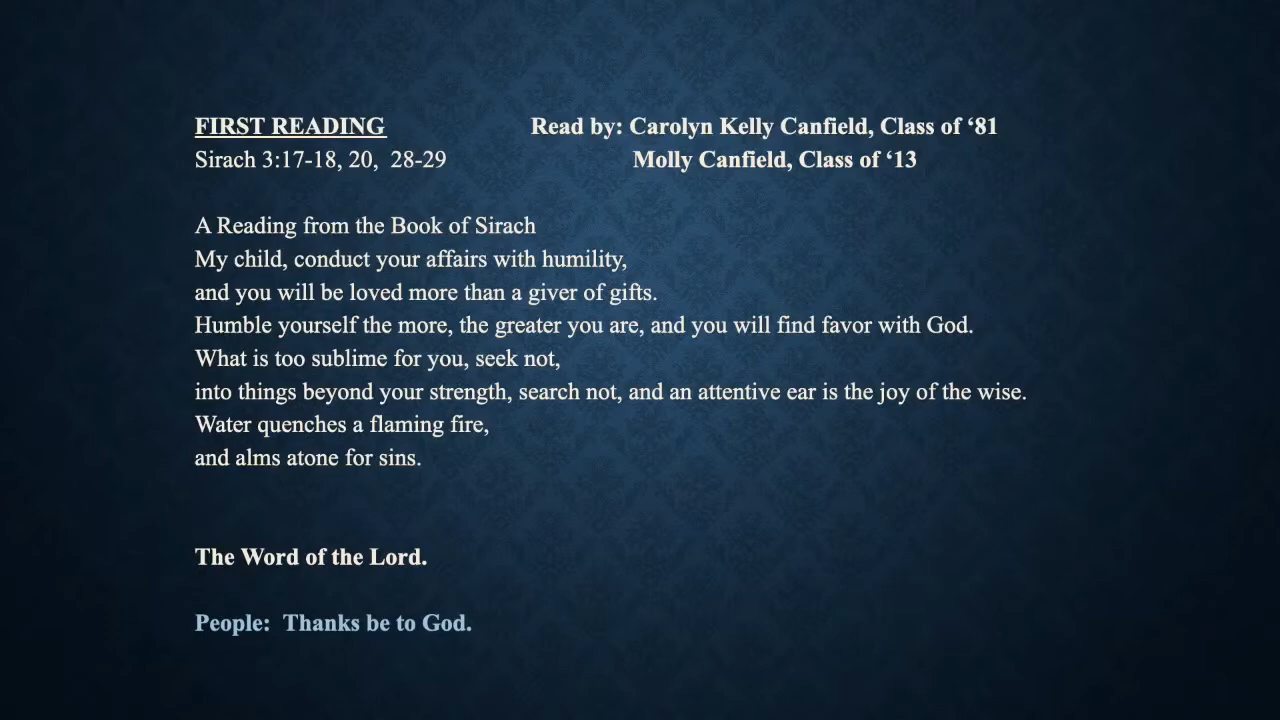 FIRST READING Read by: Carolyn Kelly Canfield, Class of ‘81
Sirach 3:17-18, 20,  28-29 Molly Canfield, Class of ‘13
A Reading from the Book of Sirach
My child, conduct your affairs with humility,
and you will be loved more than a giver of gifts.
Humble yourself the more, the greater you are, and you will find favor with God.
What is too sublime for you, seek not,
into things beyond your strength, search not, and an attentive ear is the joy of the wise.
Water quenches a flaming fire,
and alms atone for sins.
The Word of the Lord.
People:  Thanks be to God.